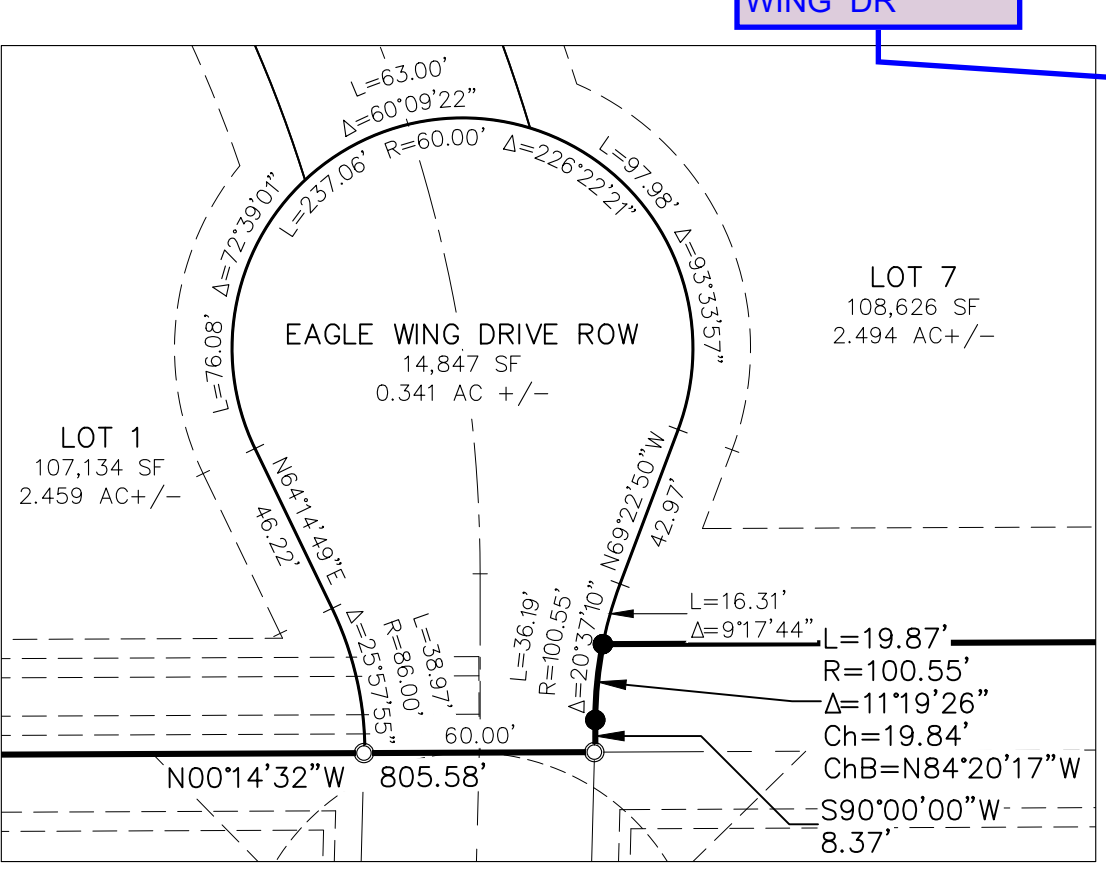 WING DR
L=63.00'
Δ=60°09'22"
L=237.06'
R=60.00'
Δ=226°22'21"
L=97.98'
Δ=93°33'57"
Δ=72°39'01"
L=76.08'
EAGLE WING DRIVE ROW
14,847 SF
0.341 AC +/-
LOT 7
108,626 SF
2.494 AC+/-
LOT 1
107,134 SF
2.459 AC+/-
N64°14'49"E
46.22'
N69°22'50"W
42.97'
Δ=25°57'55"
R=86.00'
L=38.97'
L=36.19'
R=100.55'
Δ=20°37'10"
L=16.31'
Δ=9°17'44"
L=19.87'
R=100.55'
Δ=11°19'26"
Ch=19.84'
ChB=N84°20'17"W
S90°00'00"W
8.37'
60.00'
N00°14'32"W 805.58'